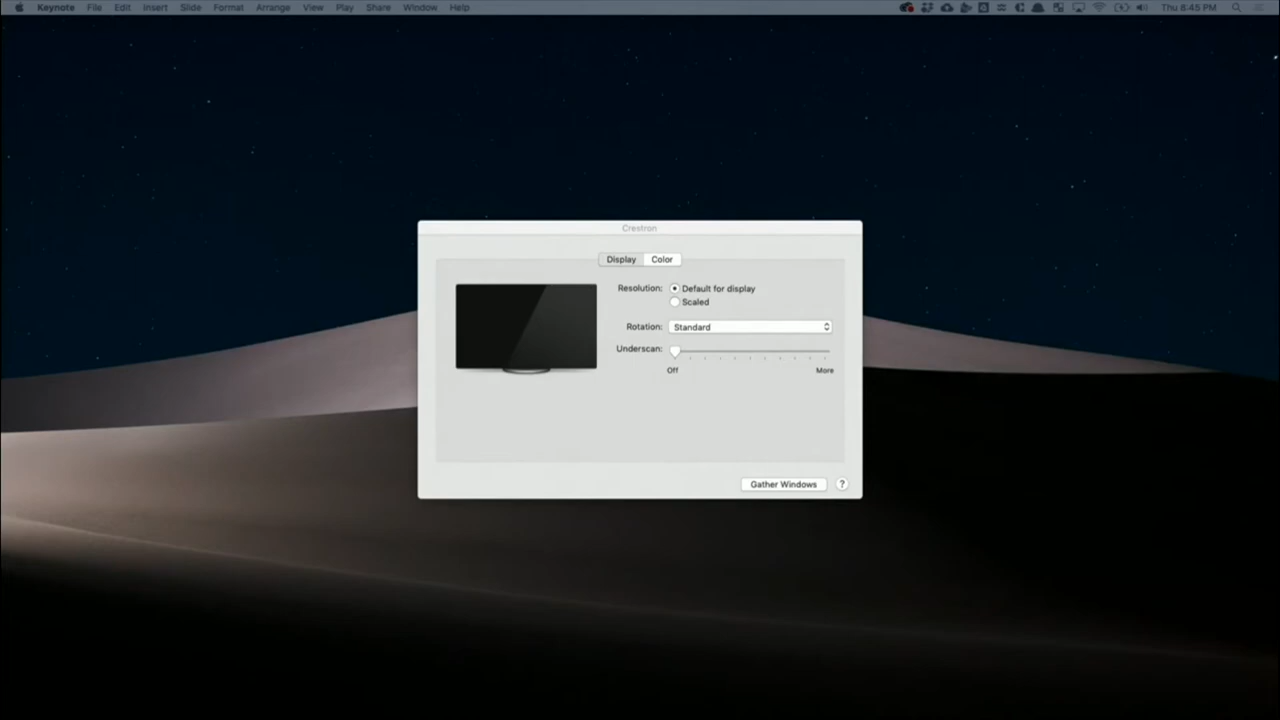 Keynote File Edit Insert Slide Format Arrange View Play Share Window Help Thu 8:45 PM
Crestron
Display Color
Resolution: Default for display
Scaled
Rotation: Standard
Underscan:
Off More
Gather Windows ?